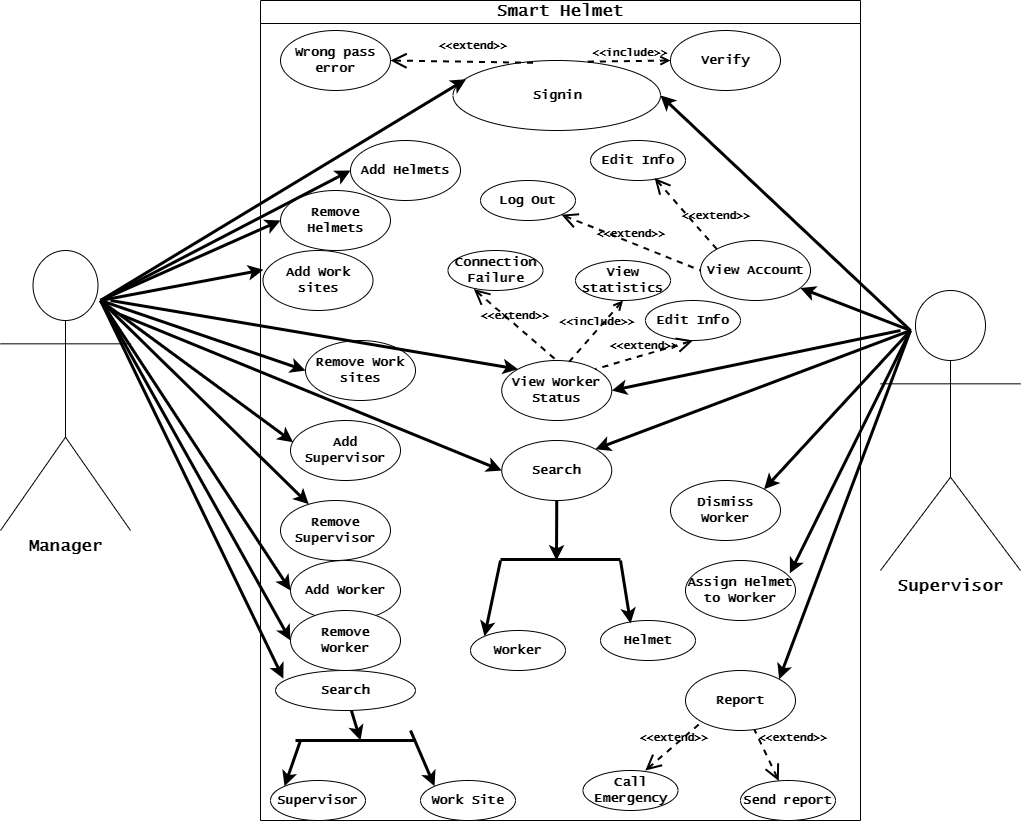 Smart Helmet
Wrong pass
error
<<extend>>
<<include>>
Verify
Signin
Add Helmets
Edit Info
Remove
Helmets
Log Out
<<extend>>
<<extend>>
View Account
Add Work
sites
Connection
Failure
View
statistics
<<extend>>
<<include>>
Edit Info
<<extend>>
Remove Work
sites
View Worker
Status
Add
Supervisor
Search
Dismiss
Worker
Remove
Supervisor
Manager
Add Worker
Assign Helmet
to Worker
Supervisor
Remove
Worker
Worker
Helmet
Search
Report
<<extend>>
<<extend>>
Supervisor
Work Site
Call
Emergency
Send report